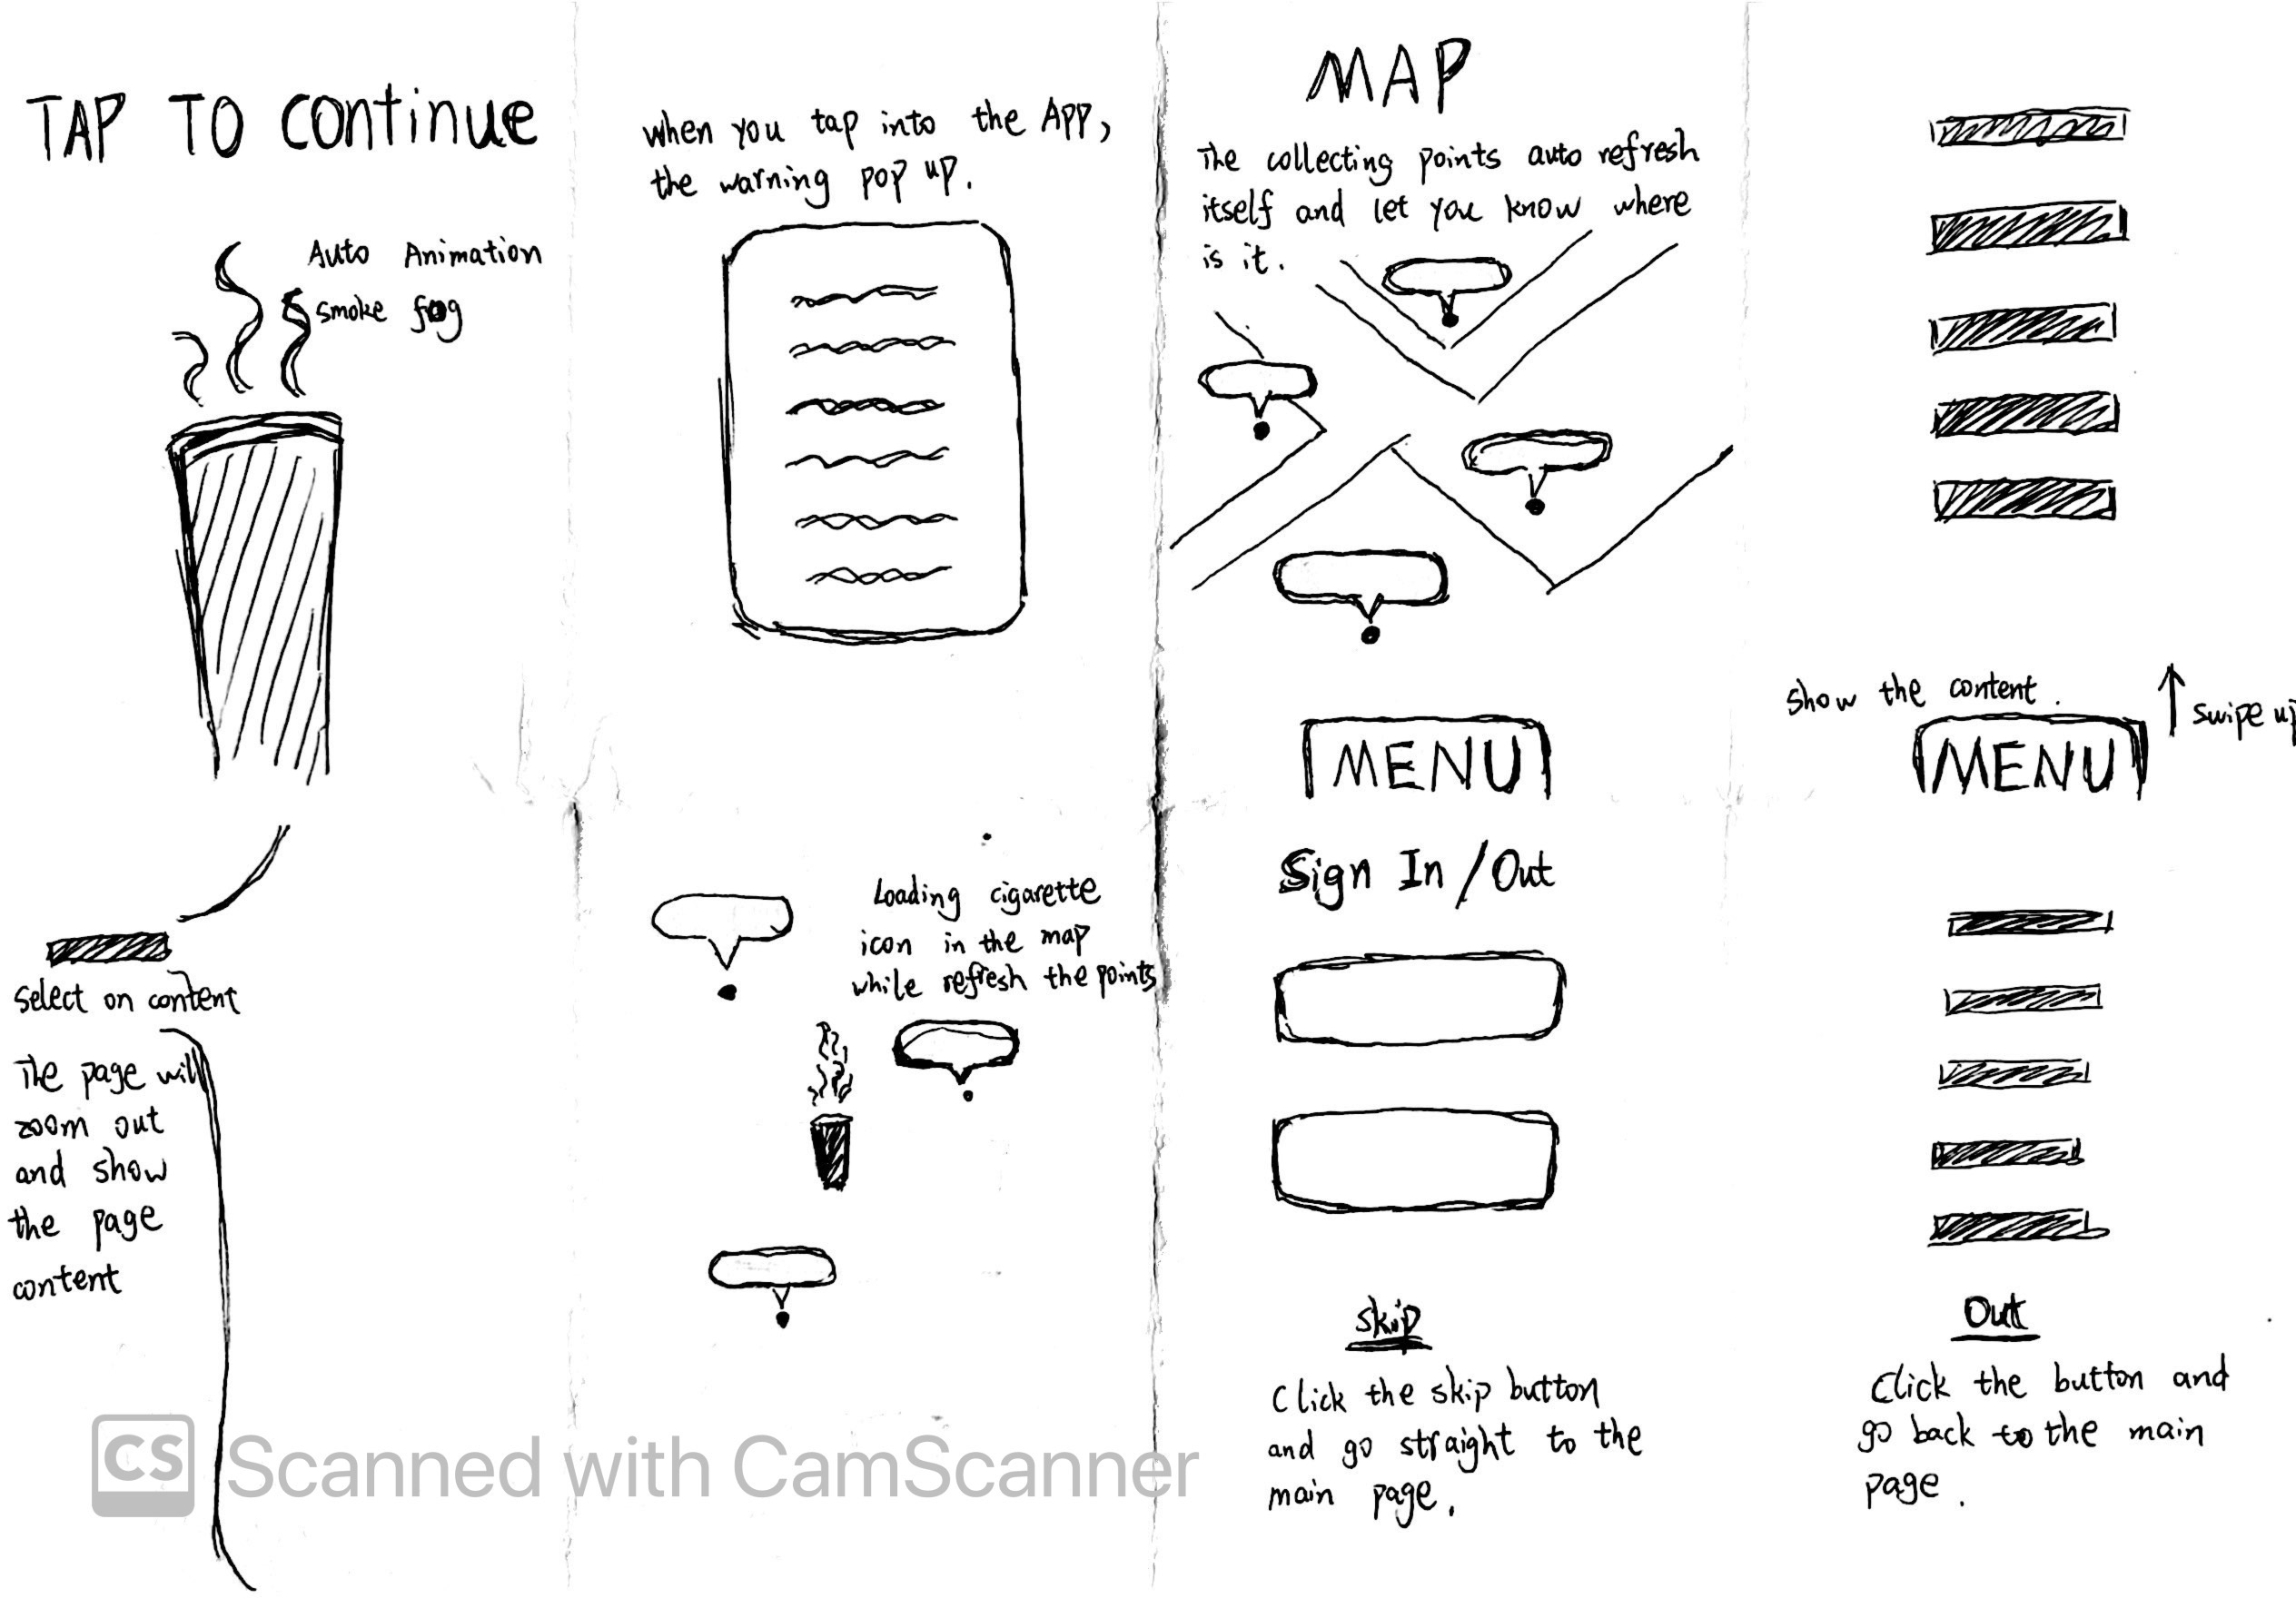 TAP TO continue
Auto Animation
smoke fog
when you tap into the APP,
the warning pop up.
MAP
The collecting points auto refresh
itself and let you know where
is it.
MENU
Show the content.
swipe up
MENU
Select on content
The page will
zoom out
and show
the page
content
Loading cigarette
icon in the map
while refresh the points
Sign In / Out
Skip
Click the skip button
and go straight to the
main page.
Out
Click the button and
go back to the main
page.
CS Scanned with CamScanner